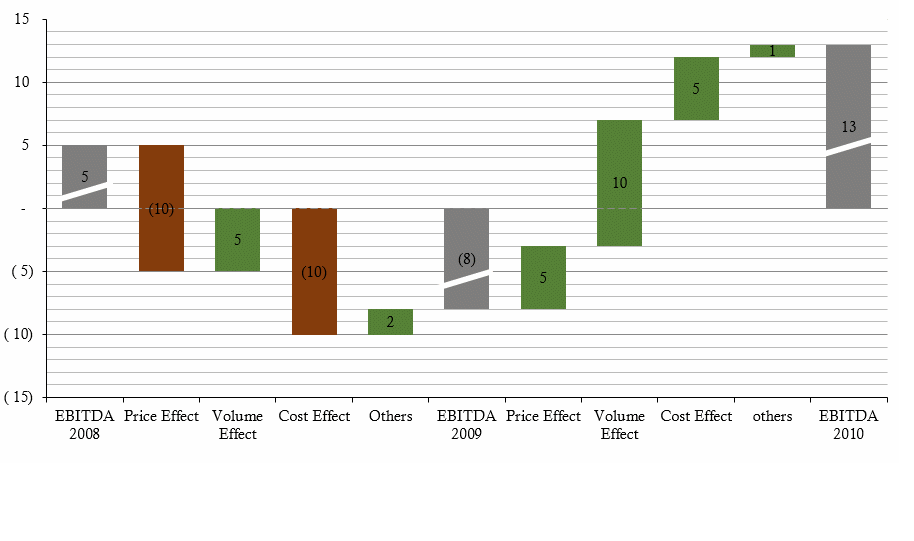 15
10
5
-
( 5)
( 10)
( 15)
5
(10)
5
(10)
2
(8)
5
10
5
1
13
EBITDA
2008
Price Effect
Volume
Effect
Cost Effect
Others
EBITDA
2009
Price Effect
Volume
Effect
Cost Effect
others
EBITDA
2010